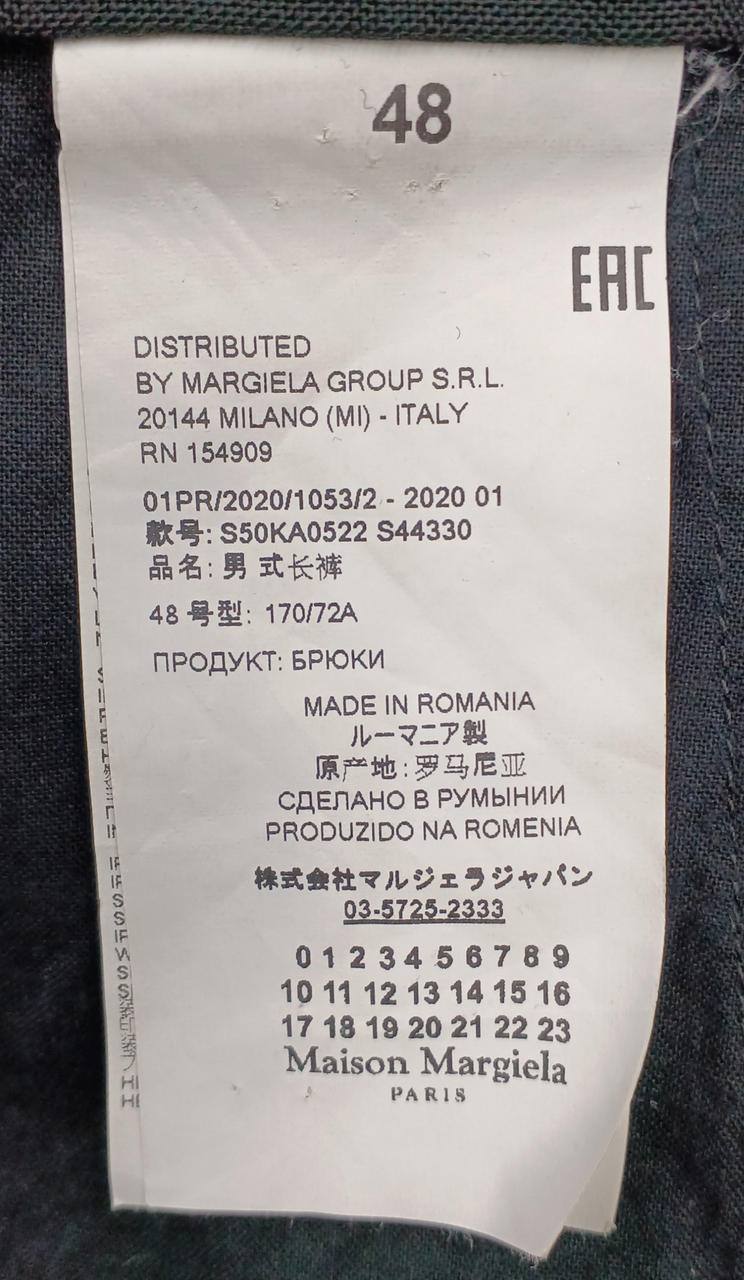 48
EAC
DISTRIBUTED
BY MARGIELA GROUP S.R.L.
20144 MILANO (MI) - ITALY
RN 154909
01PR/2020/1053/2 - 2020 01
款号: S50KA0522 S44330
品名: 男 式长裤
48 号型: 170/72A
ПРОДУКТ: БРЮКИ
MADE IN ROMANIA
ルーマニア製
原产地: 罗马尼亚
СДЕЛАНО В РУМЫНИИ
PRODUZIDO NA ROMENIA
株式会社マルジェラジャパン
03-5725-2333
0 1 2 3 4 5 6 7 8 9
10 11 12 13 14 15 16
17 18 19 20 21 22 23
Maison Margiela
PARIS